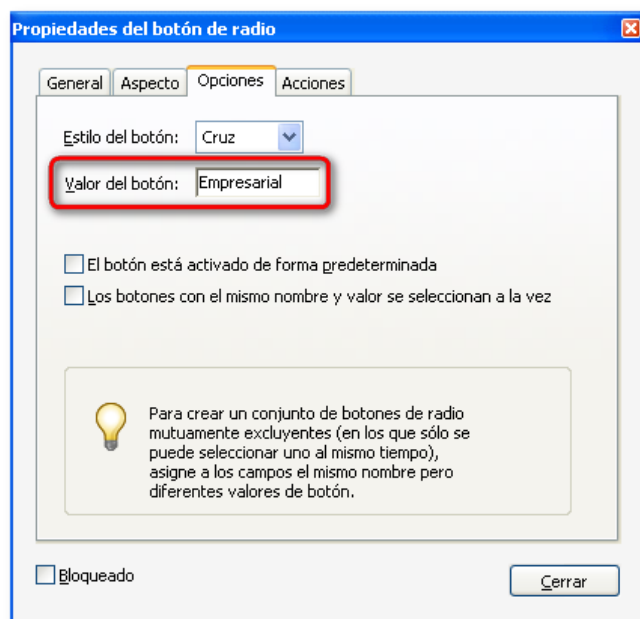 Propiedades del botón de radio
General Aspecto Opciones Acciones
Estilo del botón: Cruz
Valor del botón: Empresarial
El botón está activado de forma predeterminada
Los botones con el mismo nombre y valor se seleccionan a la vez
Para crear un conjunto de botones de radio
mutuamente excluyentes (en los que sólo se
puede seleccionar uno al mismo tiempo),
asigne a los campos el mismo nombre pero
diferentes valores de botón.
Bloqueado
Cerrar